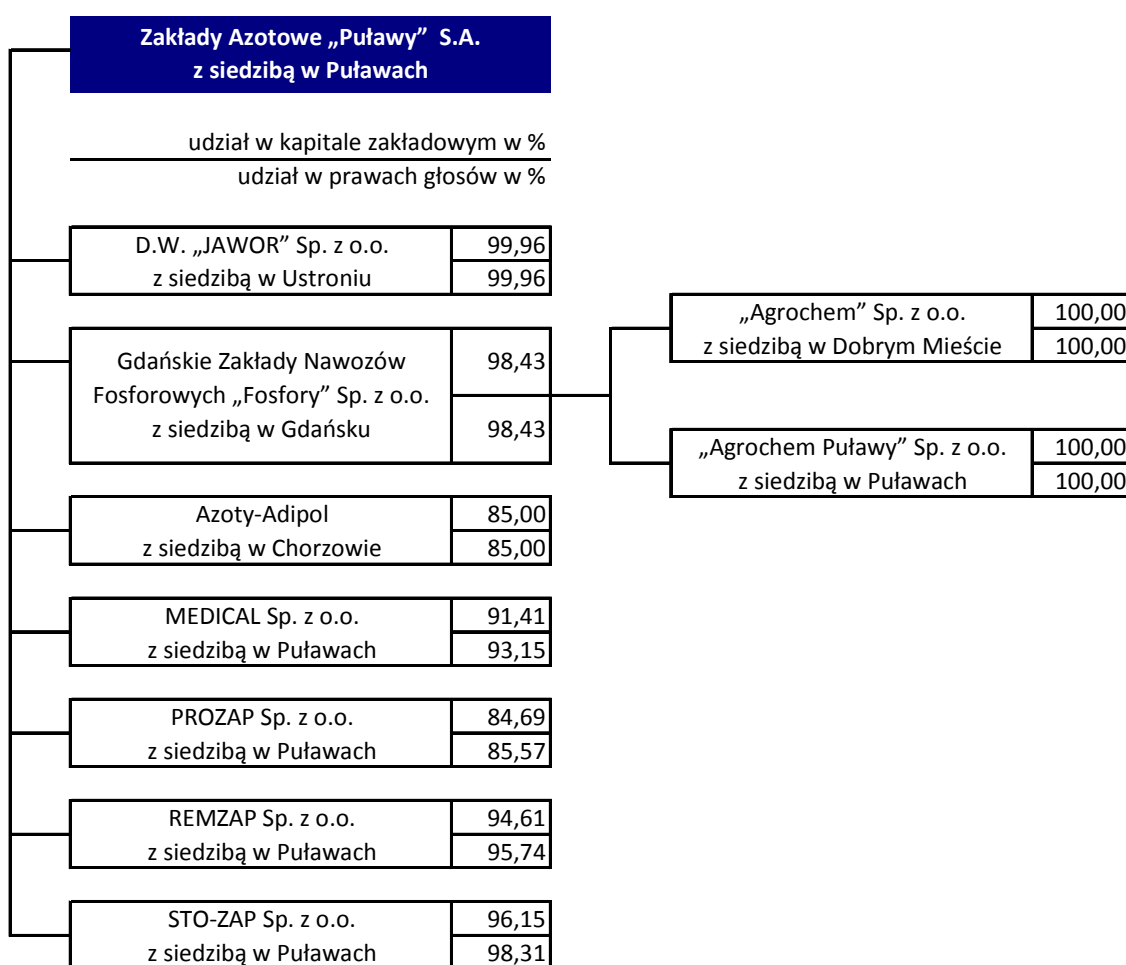 Zakłady Azotowe „Puławy” S.A.
z siedzibą w Puławach
udział w kapitale zakładowym w %
udział w prawach głosów w %
D.W. „JAWOR” Sp. z o.o. 99,96
z siedzibą w Ustroniu 99,96
Gdańskie Zakłady Nawozów 98,43
Fosforowych „Fosfory” Sp. z o.o.
z siedzibą w Gdańsku 98,43
„Agrochem” Sp. z o.o. 100,00
z siedzibą w Dobrym Mieście 100,00
„Agrochem Puławy” Sp. z o.o. 100,00
z siedzibą w Puławach 100,00
Azoty-Adipol 85,00
z siedzibą w Chorzowie 85,00
MEDICAL Sp. z o.o. 91,41
z siedzibą w Puławach 93,15
PROZAP Sp. z o.o. 84,69
z siedzibą w Puławach 85,57
REMZAP Sp. z o.o. 94,61
z siedzibą w Puławach 95,74
STO-ZAP Sp. z o.o. 96,15
z siedzibą w Puławach 98,31